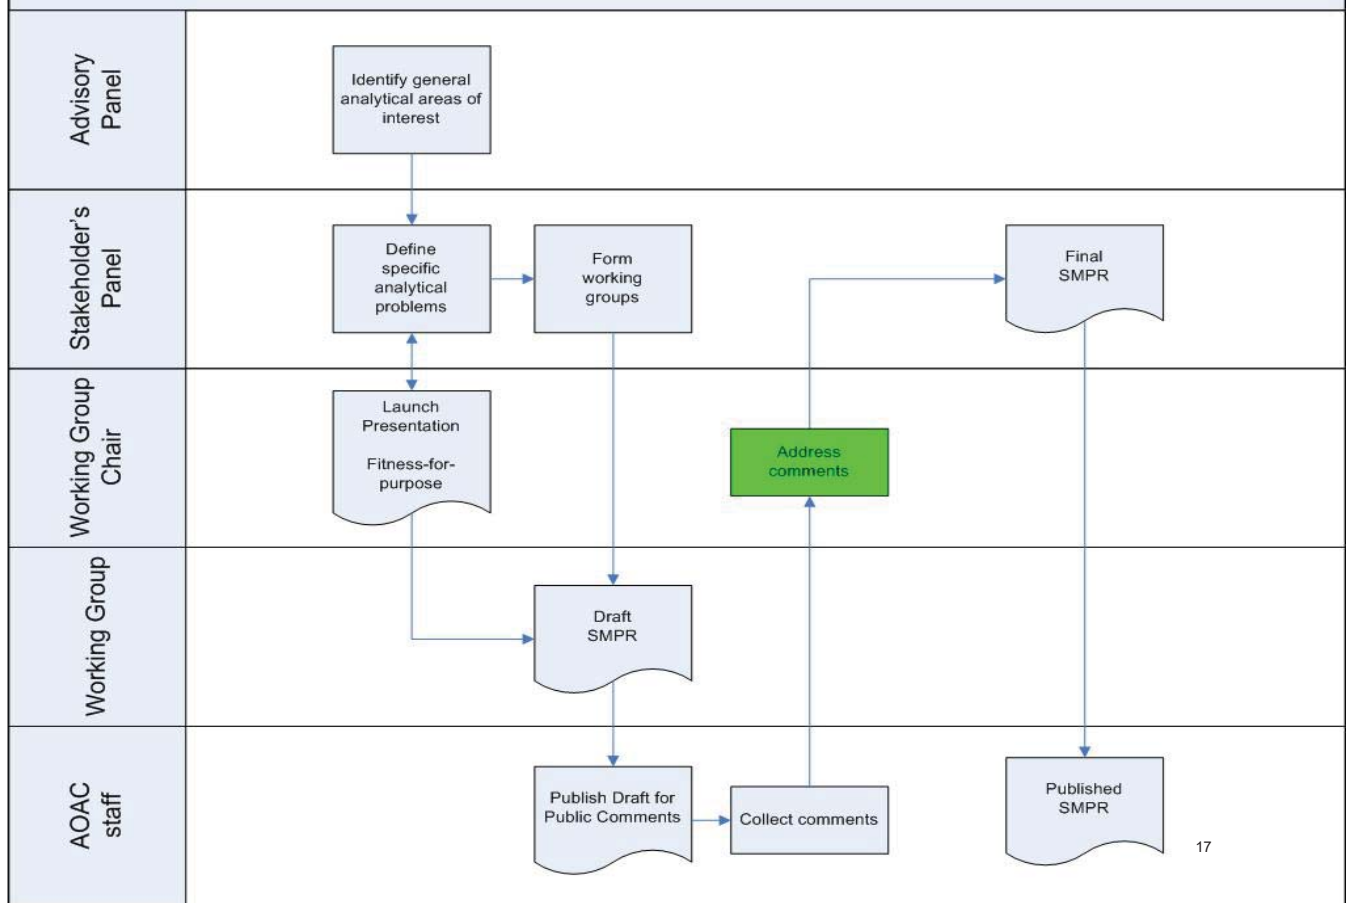 Advisory
Panel
Identify general
analytical areas of
interest
Stakeholder's
Panel
Define
specific
analytical
problems
Form
working
groups
Final
SMPR
Working Group
Chair
Launch
Presentation
Fitness-for-
purpose
Address
comments
Working Group
Draft
SMPR
AOAC
staff
Publish Draft for
Public Comments
Collect comments
Published
SMPR
17